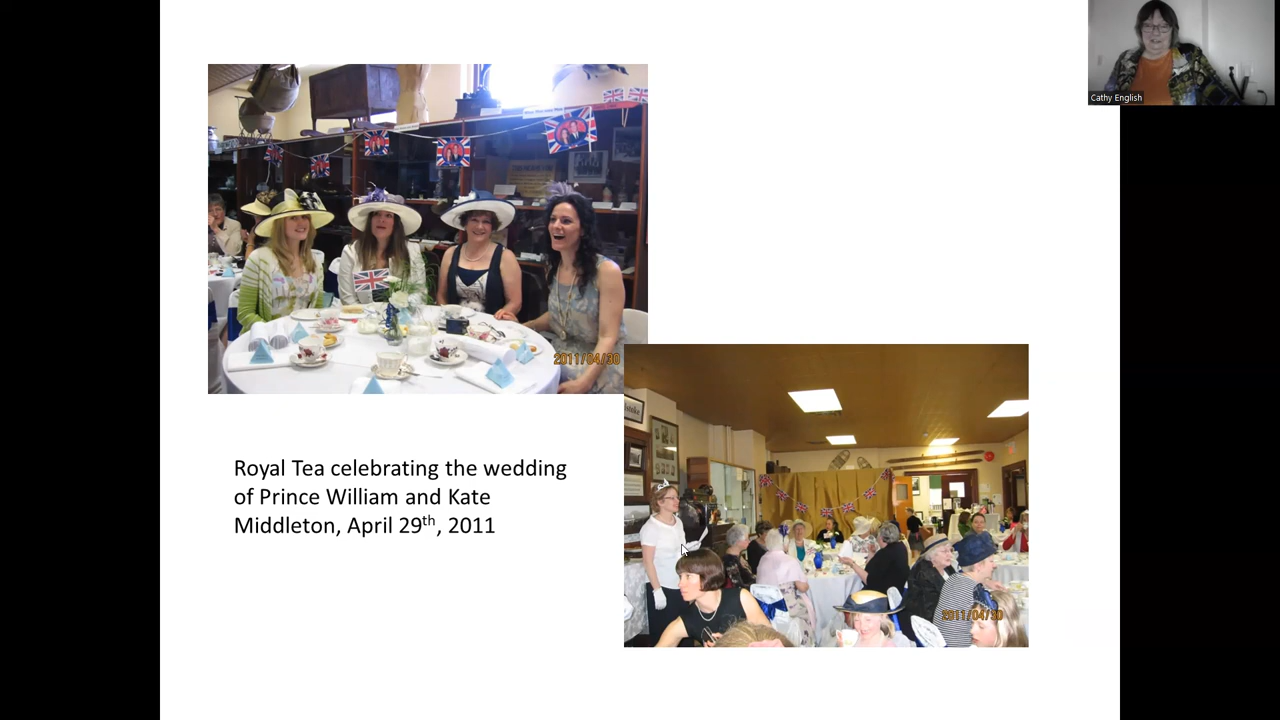 Cathy English
2011/04/30
2011/04/30
Royal Tea celebrating the wedding
of Prince William and Kate
Middleton, April 29th, 2011